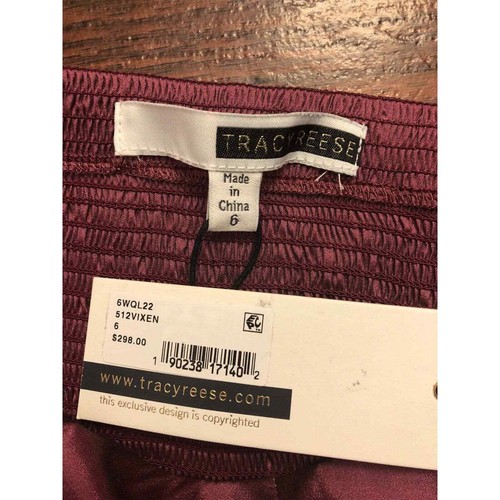 TRACY REESE
Made
in
China
6
6WQL22
512VIXEN
6
$298.00
1 90238 17140 2
www.tracyreese.com
this exclusive design is copyrighted